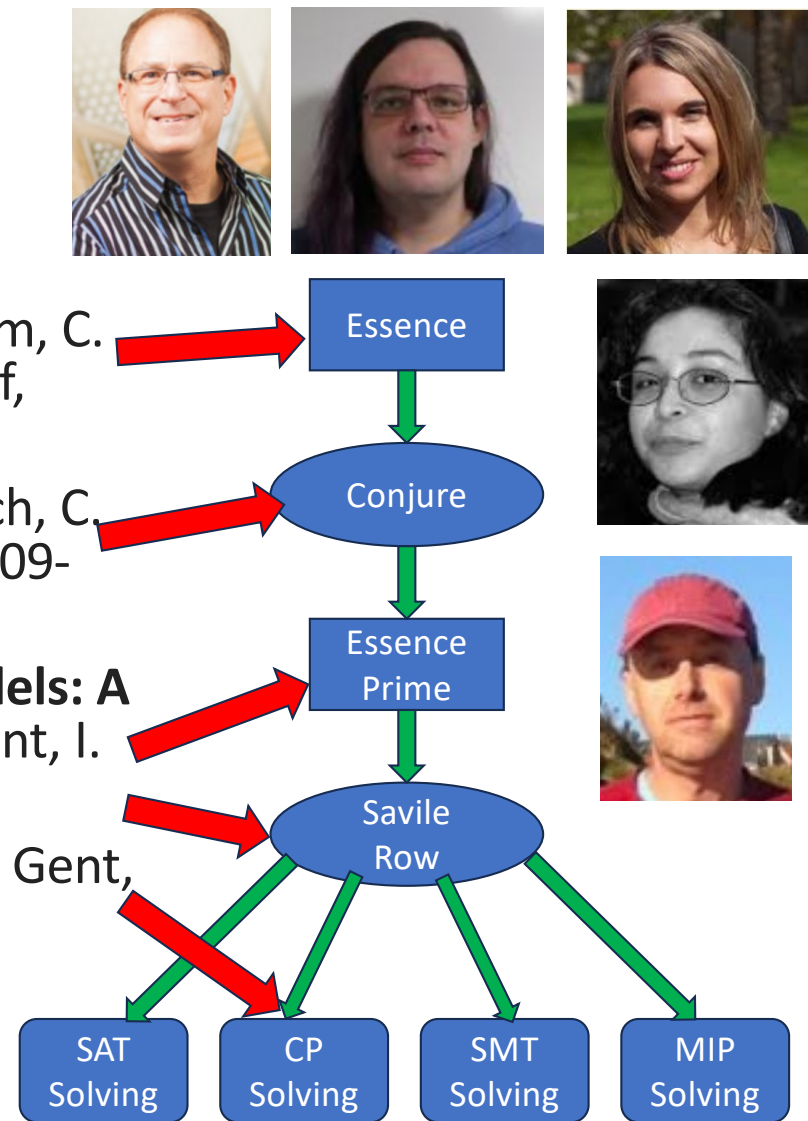 m, C.
Essence
f,
ch, C.
Conjure
09-
Essence
Prime
dels: A
nt, I.
Savile
Row
Gent,
SAT
Solving
CP
Solving
SMT
Solving
MIP
Solving